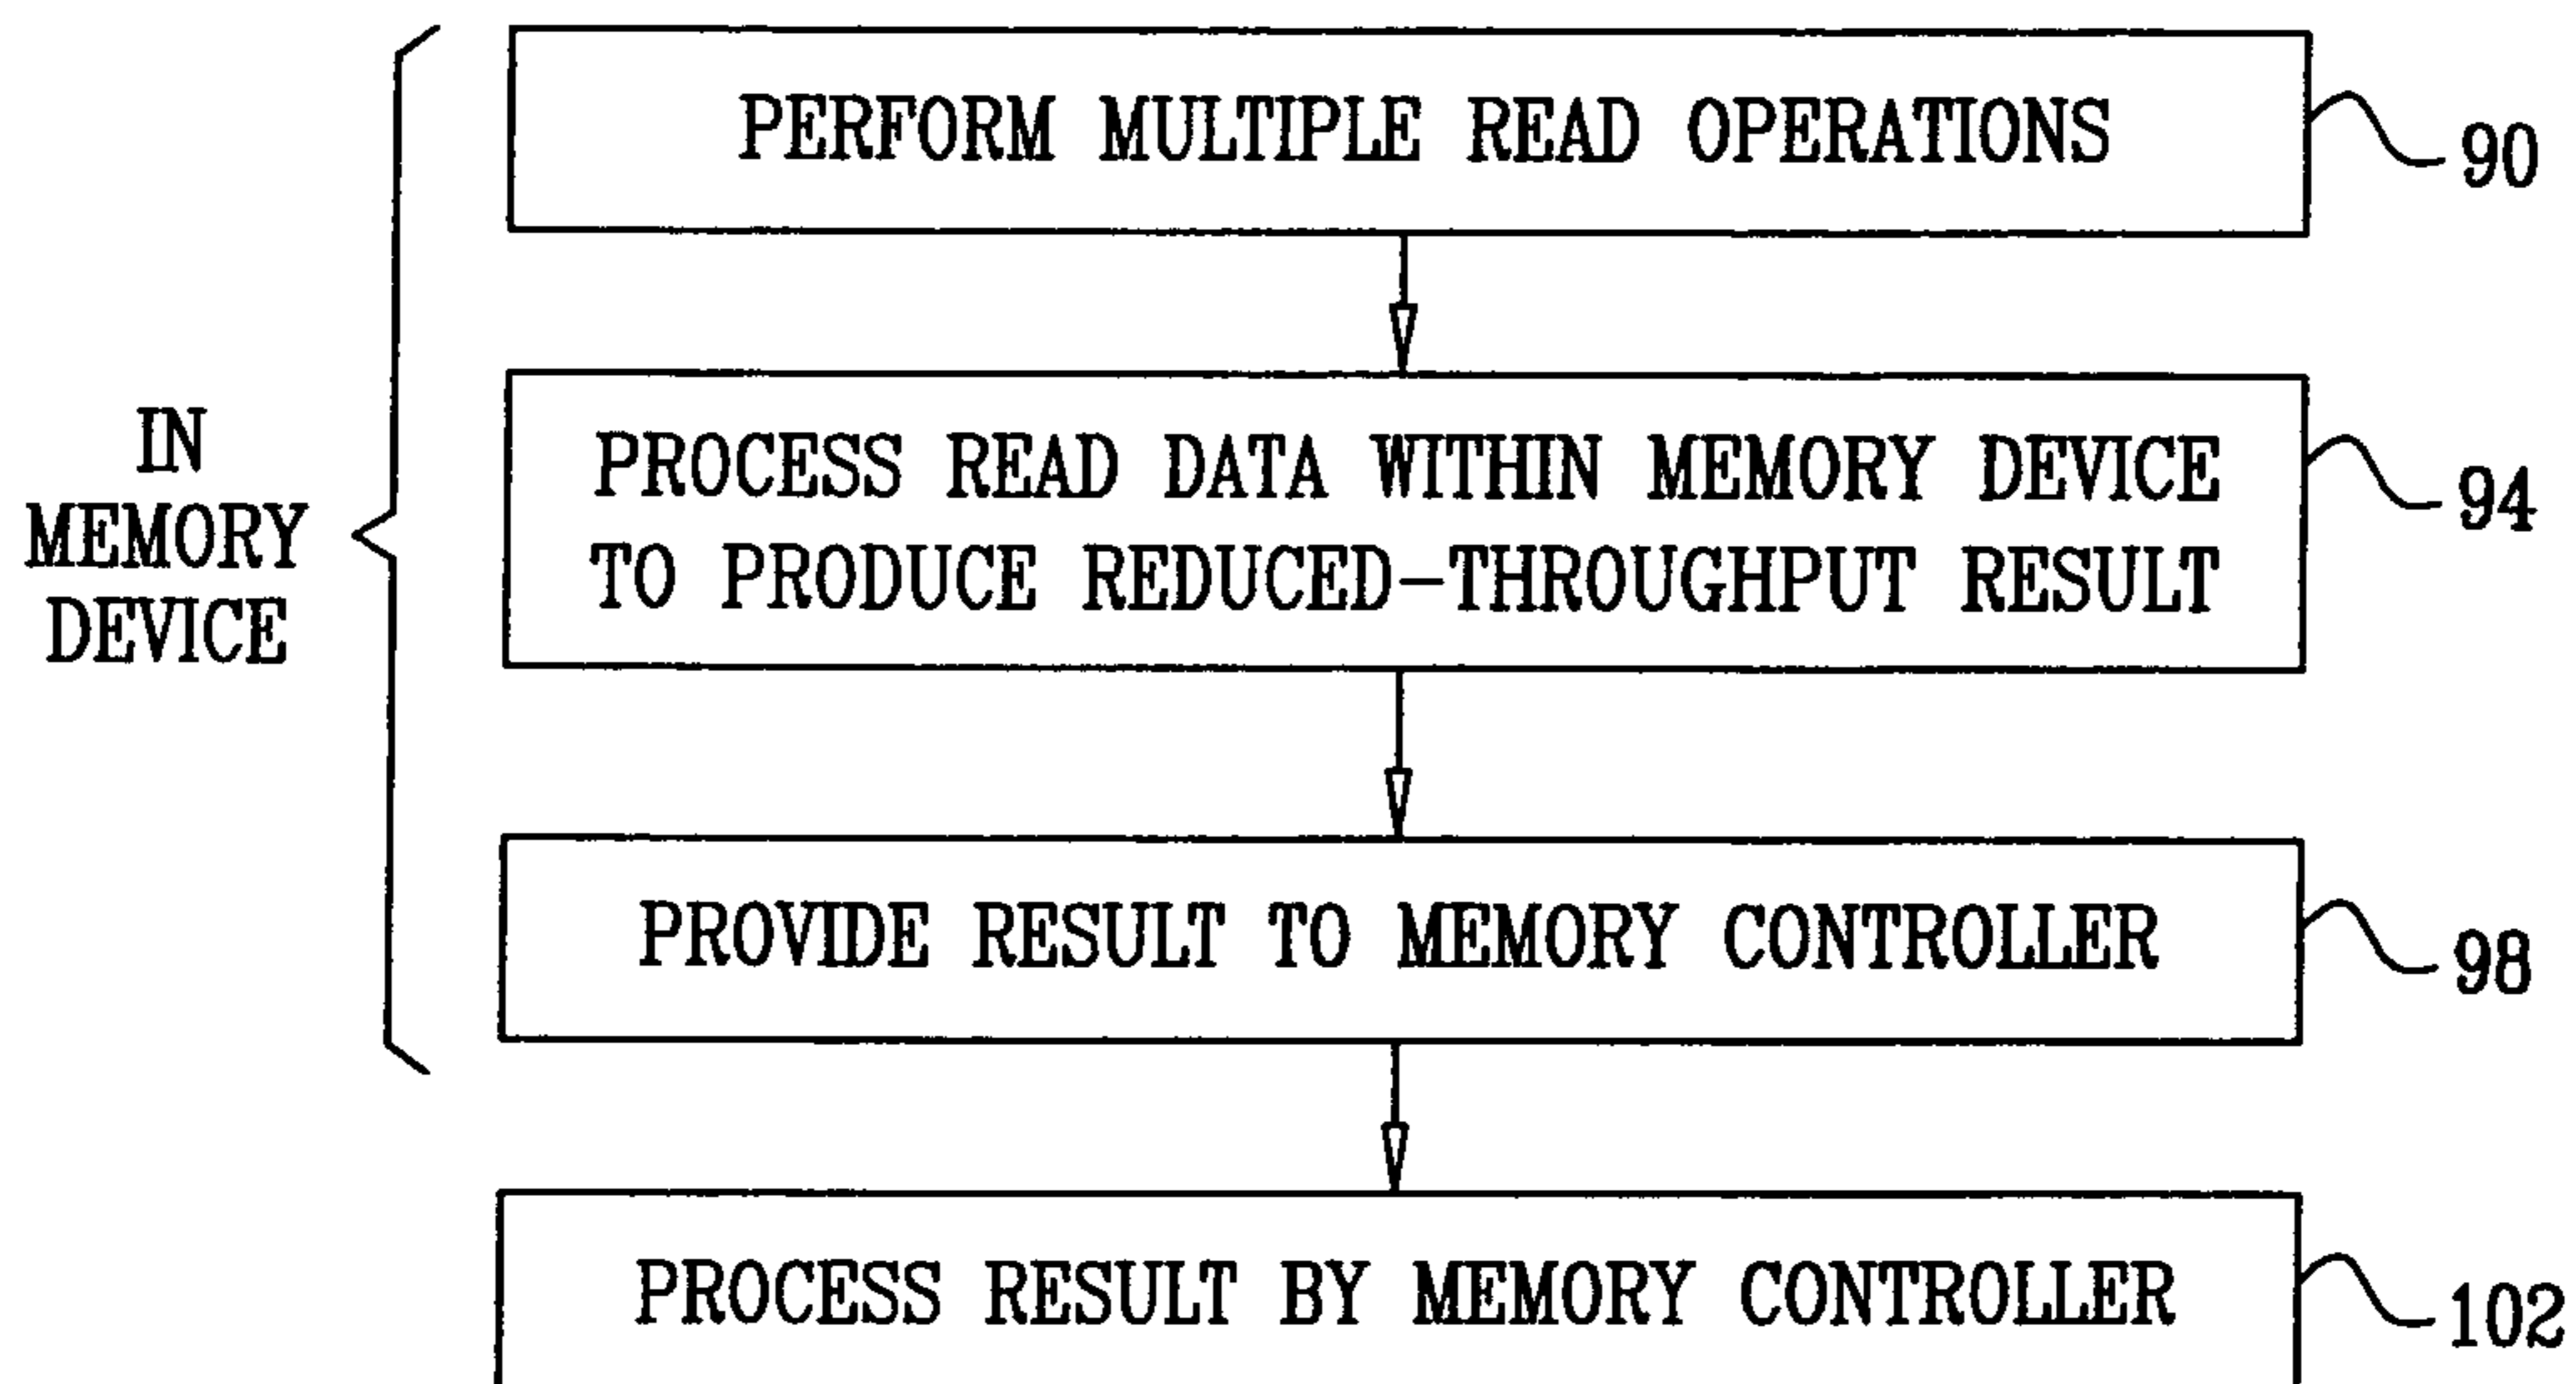 PERFORM MULTIPLE READ OPERATIONS
90
IN
MEMORY
DEVICE
PROCESS READ DATA WITHIN MEMORY DEVICE
TO PRODUCE REDUCED-THROUGHPUT RESULT
94
PROVIDE RESULT TO MEMORY CONTROLLER
98
PROCESS RESULT BY MEMORY CONTROLLER
102